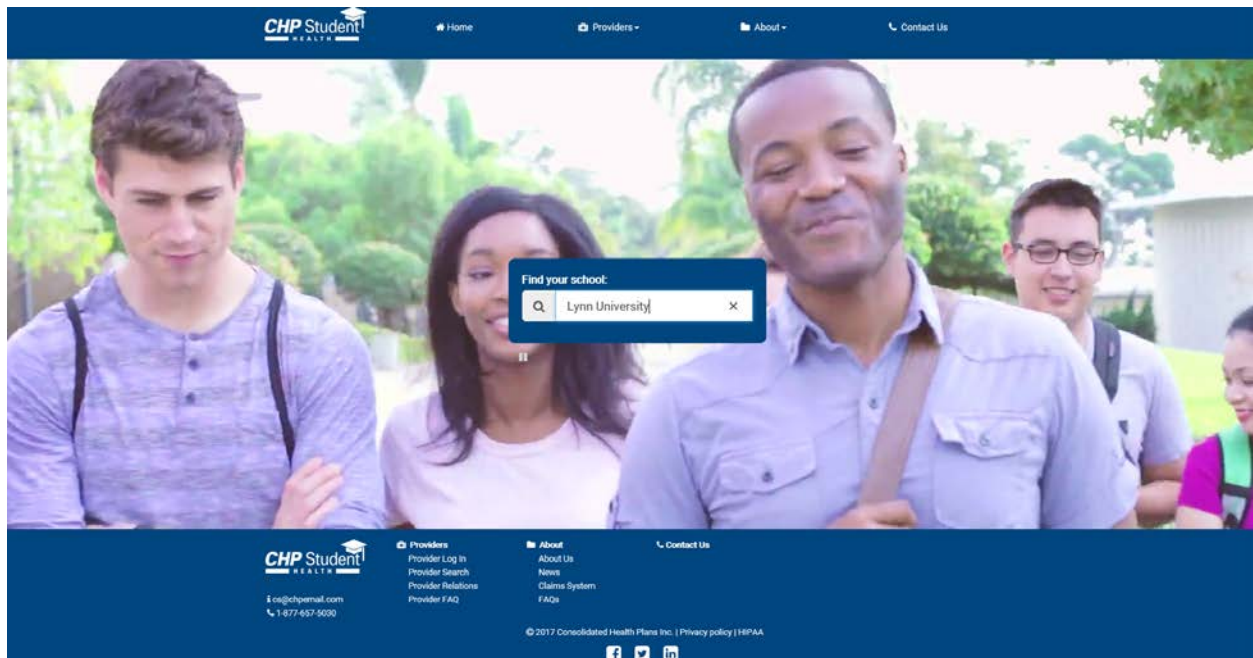 CHP Student
HEALTH
Home
Providers
About
Contact Us
Find your school:
Lynn University
CHP Student
HEALTH
cs@chpemail.com
1-877-657-5030
Providers
Provider Log In
Provider Search
Provider Relations
Provider FAQ
About
About Us
News
Claims System
FAQs
Contact Us
© 2017 Consolidated Health Plans Inc. | Privacy policy | HIPAA